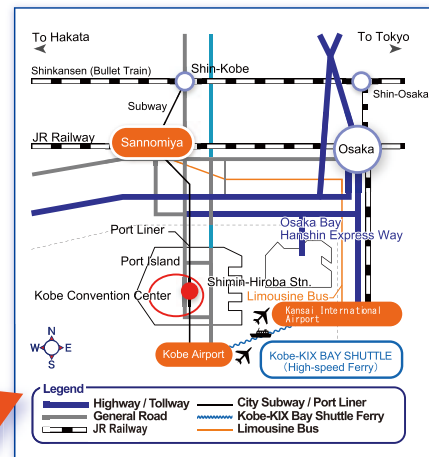 To Hakata
To Tokyo
Shin-Kobe
Shinkansen (Bullet Train)
Shin-Osaka
Subway
JR Railway
Sannomiya
Osaka
Osaka Bay
Hanshin Express Way
Port Liner
Port Island
Shimin-Hiroba Stn.
Kobe Convention Center
Limousine Bus
Kansai International
Airport
Kobe Airport
Kobe-KIX BAY SHUTTLE
(High-speed Ferry)
N
W E
S
Legend
Highway / Tollway
City Subway / Port Liner
General Road
Kobe-KIX Bay Shuttle Ferry
JR Railway
Limousine Bus